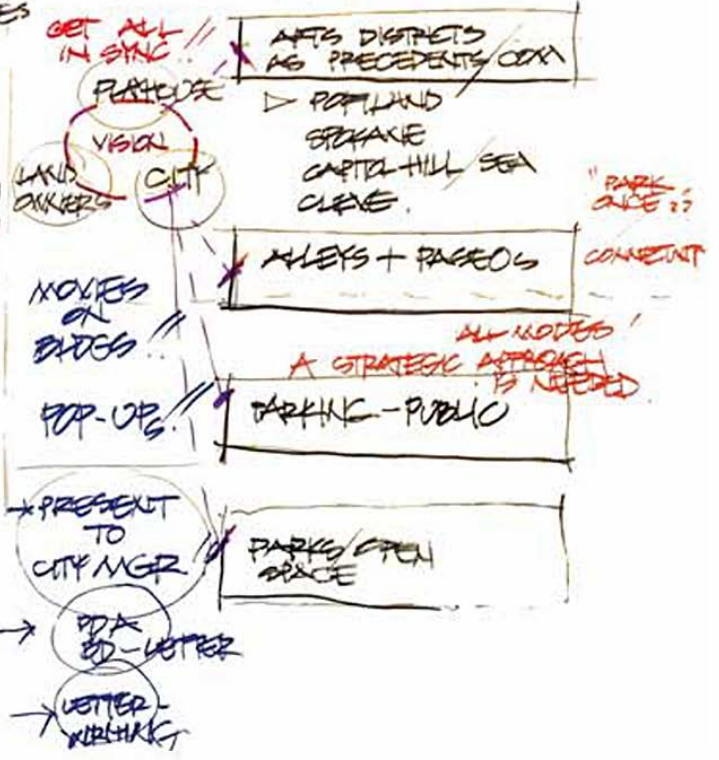 ES
GET ALL
IN SYNC!!
PLAYHOUSE
VISION
LAND
OWNERS
CITY
ARTS DISTRICTS
AS PRECEDENTS/COM
▷ PORTLAND
SPOKANE
CAPITOL HILL/SEA
CLEVE.
"PARK
ONCE??
ALLEYS + PASEOS
MOVIES
ON
BLDGS!!
ALL MODES!
A STRATEGIC APPROACH
IS NEEDED.
POP-UPS!!
PARKING-PUBLIC
→ PRESENT
TO
CITY MGR!!
PARKS/OPEN
SPACE
→ PDA
BD-LETTER
→ LETTER-
WRITING